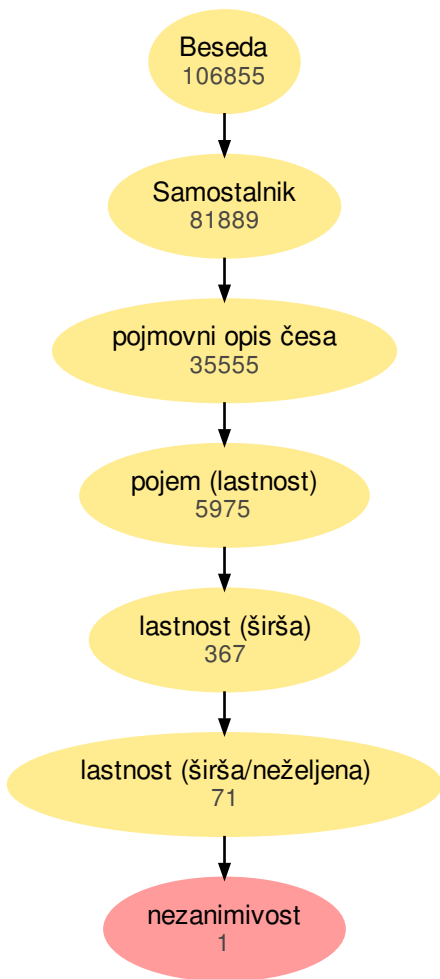 Beseda
106855
Samostalnik
81889
pojmovni opis česa
35555
pojem (lastnost)
5975
lastnost (širša)
367
lastnost (širša/neželjena)
71
nezanimivost
1